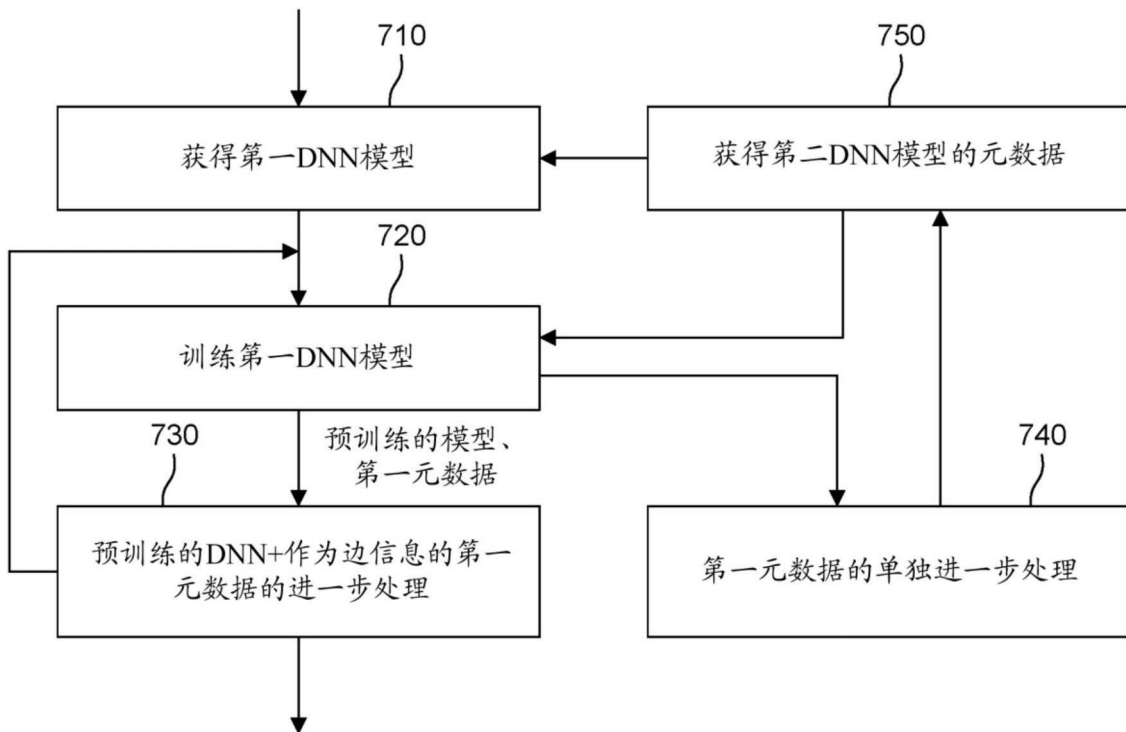 710
750
获得第一DNN模型
获得第二DNN模型的元数据
720
训练第一DNN模型
730
预训练的模型、
第一元数据
740
预训练的DNN+作为边信息的第一
元数据的进一步处理
第一元数据的单独进一步处理